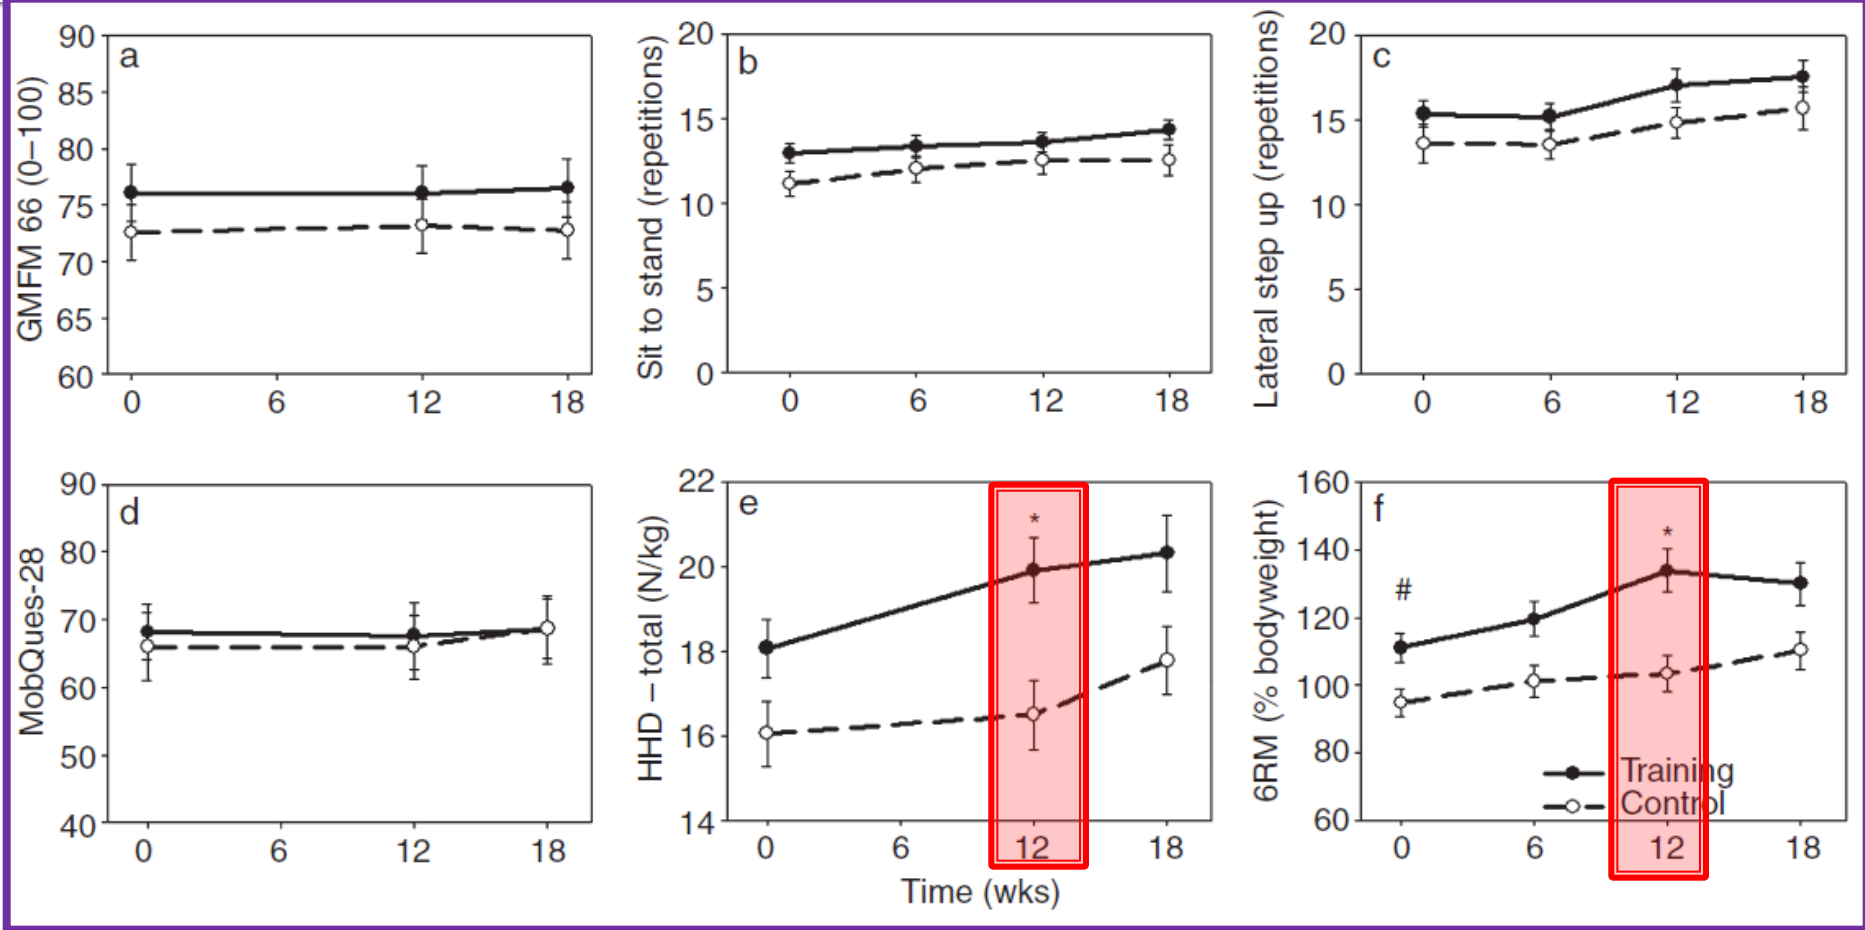 a
GMFM 66 (0–100)
90
85
80
75
70
65
60
0 6 12 18
b
Sit to stand (repetitions)
20
15
10
5
0
0 6 12 18
c
Lateral step up (repetitions)
20
15
10
5
0
0 6 12 18
d
MobQues-28
90
80
70
60
50
40
0 6 12 18
e
HHD – total (N/kg)
22
20
18
16
14
*
0 6 12 18
Time (wks)
f
6RM (% bodyweight)
160
140
120
100
80
60
#
*
Training
Control
0 6 12 18